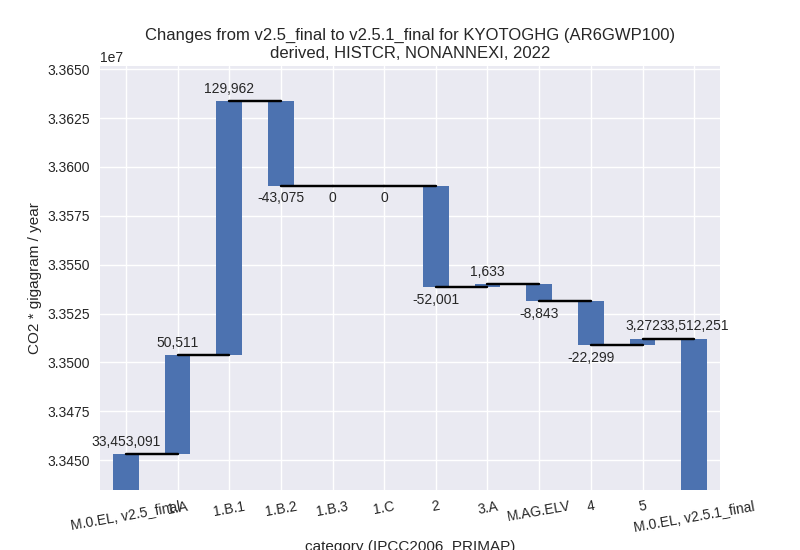 Changes from v2.5_final to v2.5.1_final for KYOTOGHG (AR6GWP100)
derived, HISTCR, NONANNEXI, 2022
1e7
3.3650
3.3625
3.3600
3.3575
3.3550
3.3525
3.3500
3.3475
3.3450
CO2 * gigagram / year
33,453,091
50,511
129,962
-43,075
0
0
-52,001
1,633
-8,843
-22,299
3,272
33,512,251
M.0.EL, v2.5_final
1.A
1.B.1
1.B.2
1.B.3
1.C
2
3.A
M.AG.ELV
4
5
M.0.EL, v2.5.1_final
category (IPCC2006_PRIMAP)